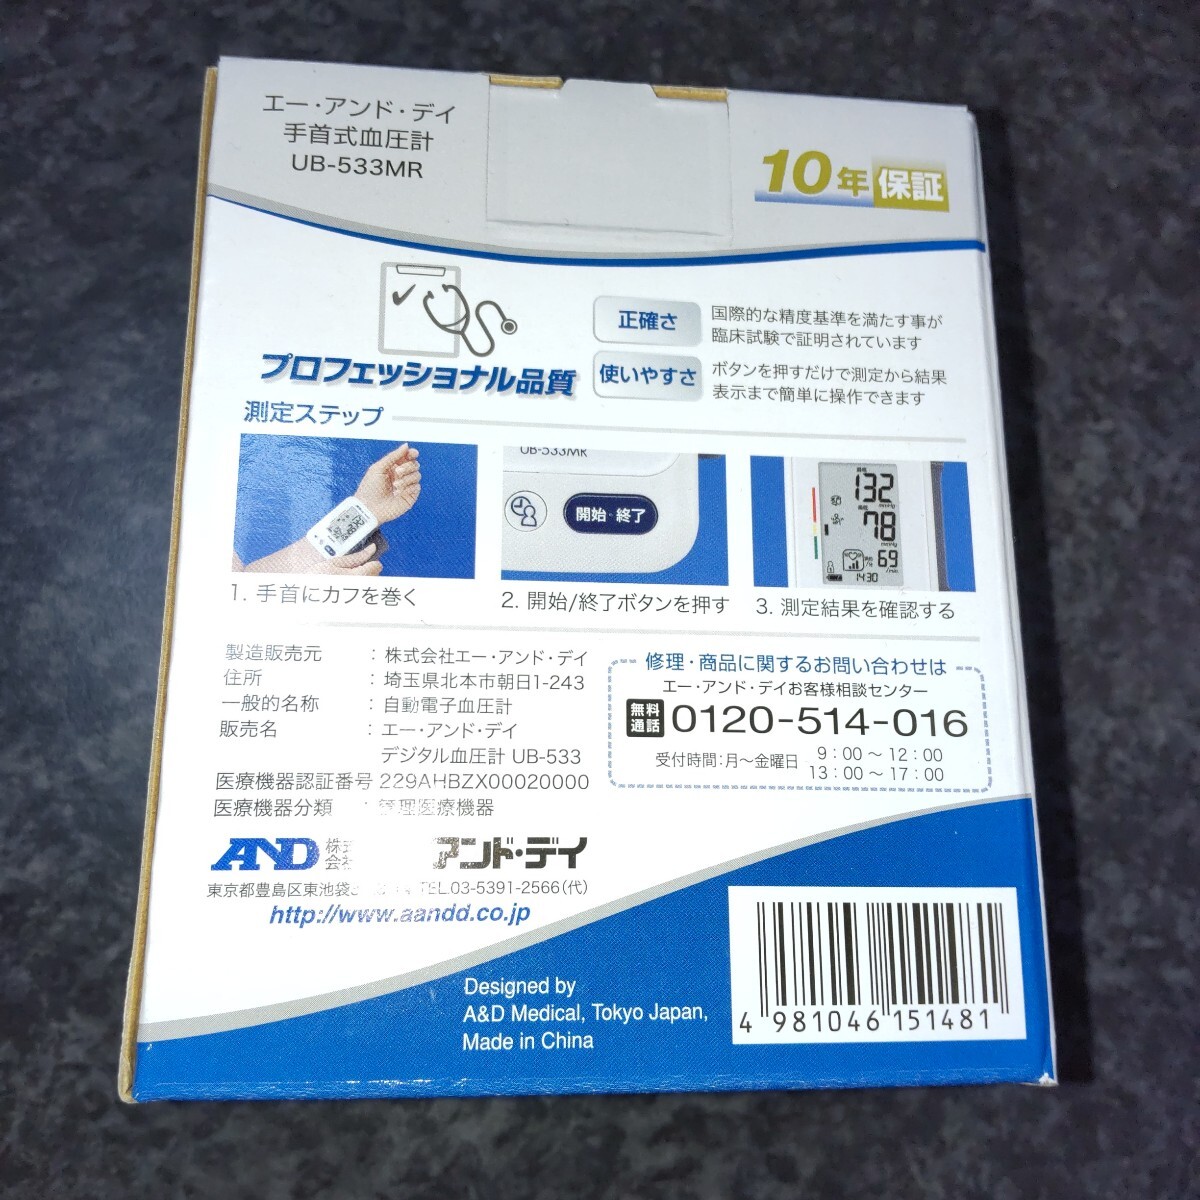 エー・アンド・デイ
手首式血圧計
UB-533MR
10年保証
正確さ
国際的な精度基準を満たす事が
臨床試験で証明されています
プロフェッショナル品質
使いやすさ
ボタンを押すだけで測定から結果
表示まで簡単に操作できます
測定ステップ
UB-533MR
開始・終了
132
78
69
14:30
1. 手首にカフを巻く
2. 開始/終了ボタンを押す
3. 測定結果を確認する
製造販売元 : 株式会社エー・アンド・デイ
住所 : 埼玉県北本市朝日1-243
一般的名称 : 自動電子血圧計
販売名 : エー・アンド・デイ
デジタル血圧計 UB-533
医療機器認証番号 229AHBZX00020000
医療機器分類 : 管理医療機器
修理・商品に関するお問い合わせは
エー・アンド・デイお客様相談センター
無料通話 0120-514-016
受付時間:月～金曜日 9:00～12:00
13:00～17:00
AND 株式会社 アンド・デイ
東京都豊島区東池袋 TEL.03-5391-2566(代)
http://www.aandd.co.jp
Designed by
A&D Medical, Tokyo Japan,
Made in China
4 981046 151481